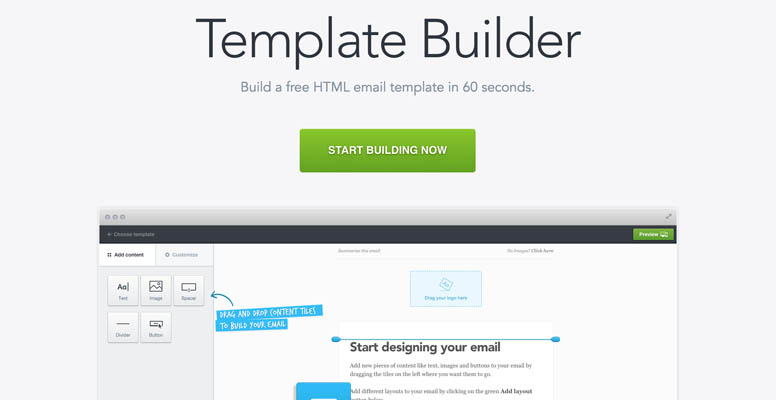 Template Builder
Build a free HTML email template in 60 seconds.
START BUILDING NOW
← Choose template
Preview
Add content
Customize
Summarise this email
No Images? Click here
Aa|
Text
Image
Spacer
Divider
Button
DRAG AND DROP CONTENT TILES
TO BUILD YOUR EMAIL
Drag your logo here
Start designing your email
Add new pieces of content like text, images and buttons to your email by
dragging the tiles on the left where you want them to go.
Add different layouts to your email by clicking on the green Add layout
button below.